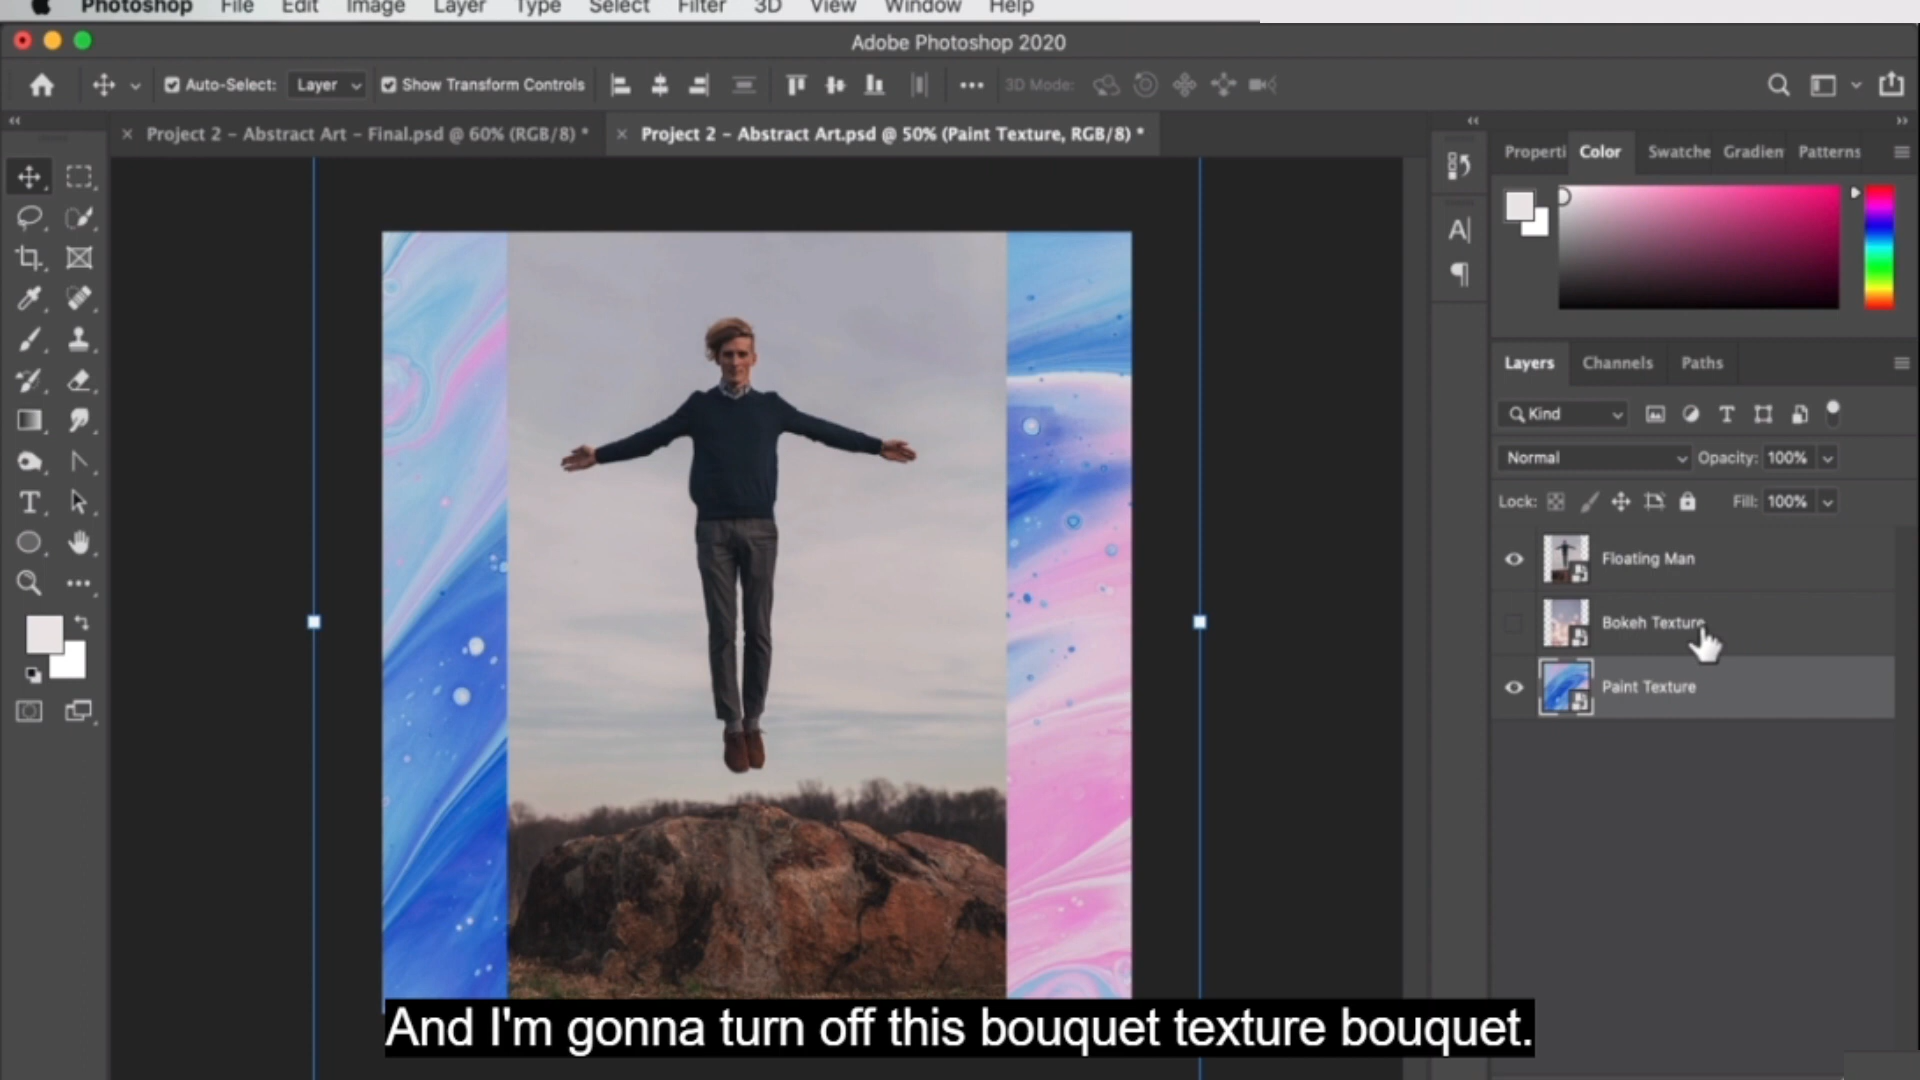 Photoshop File Edit Image Layer Type Select Filter 3D View Window Help
Adobe Photoshop 2020
Auto-Select: Layer Show Transform Controls 3D Mode:
Project 2 - Abstract Art - Final.psd @ 60% (RGB/8) *
Project 2 - Abstract Art.psd @ 50% (Paint Texture, RGB/8) *
Properti Color Swatche Gradien Patterns
Layers Channels Paths
Kind
Normal Opacity: 100%
Lock: Fill: 100%
Floating Man
Bokeh Texture
Paint Texture
And I'm gonna turn off this bouquet texture bouquet.